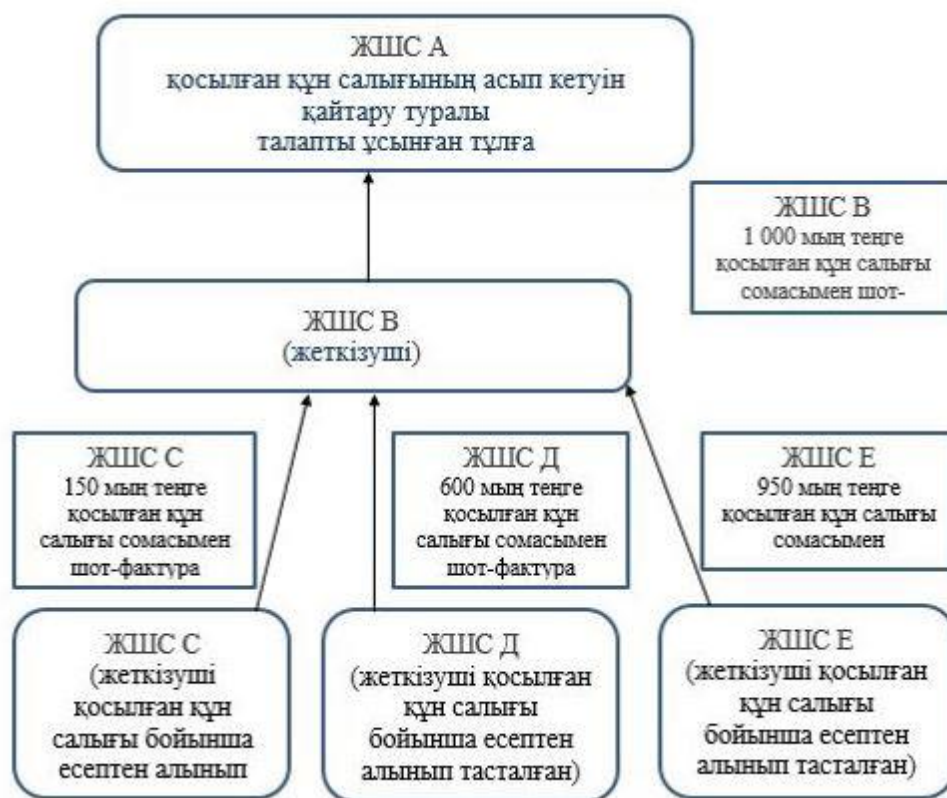 ЖШС А
қосылған құн салығының асып кетуін
қайтару туралы
талапты ұсынған тұлға
ЖШС В
1 000 мың теңге
қосылған құн салығы
сомасымен шот-
ЖШС В
(жеткізуші)
ЖШС С
150 мың теңге
қосылған құн
салығы сомасымен
шот-фактура
ЖШС Д
600 мың теңге
қосылған құн
салығы сомасымен
шот-фактура
ЖШС Е
950 мың теңге
қосылған құн салығы
сомасымен
ЖШС С
(жеткізуші
қосылған құн
салығы бойынша
есептен алынып
ЖШС Д
(жеткізуші қосылған
құн салығы
бойынша есептен
алынып тасталған)
ЖШС Е
(жеткізуші қосылған
құн салығы
бойынша есептен
алынып тасталған)